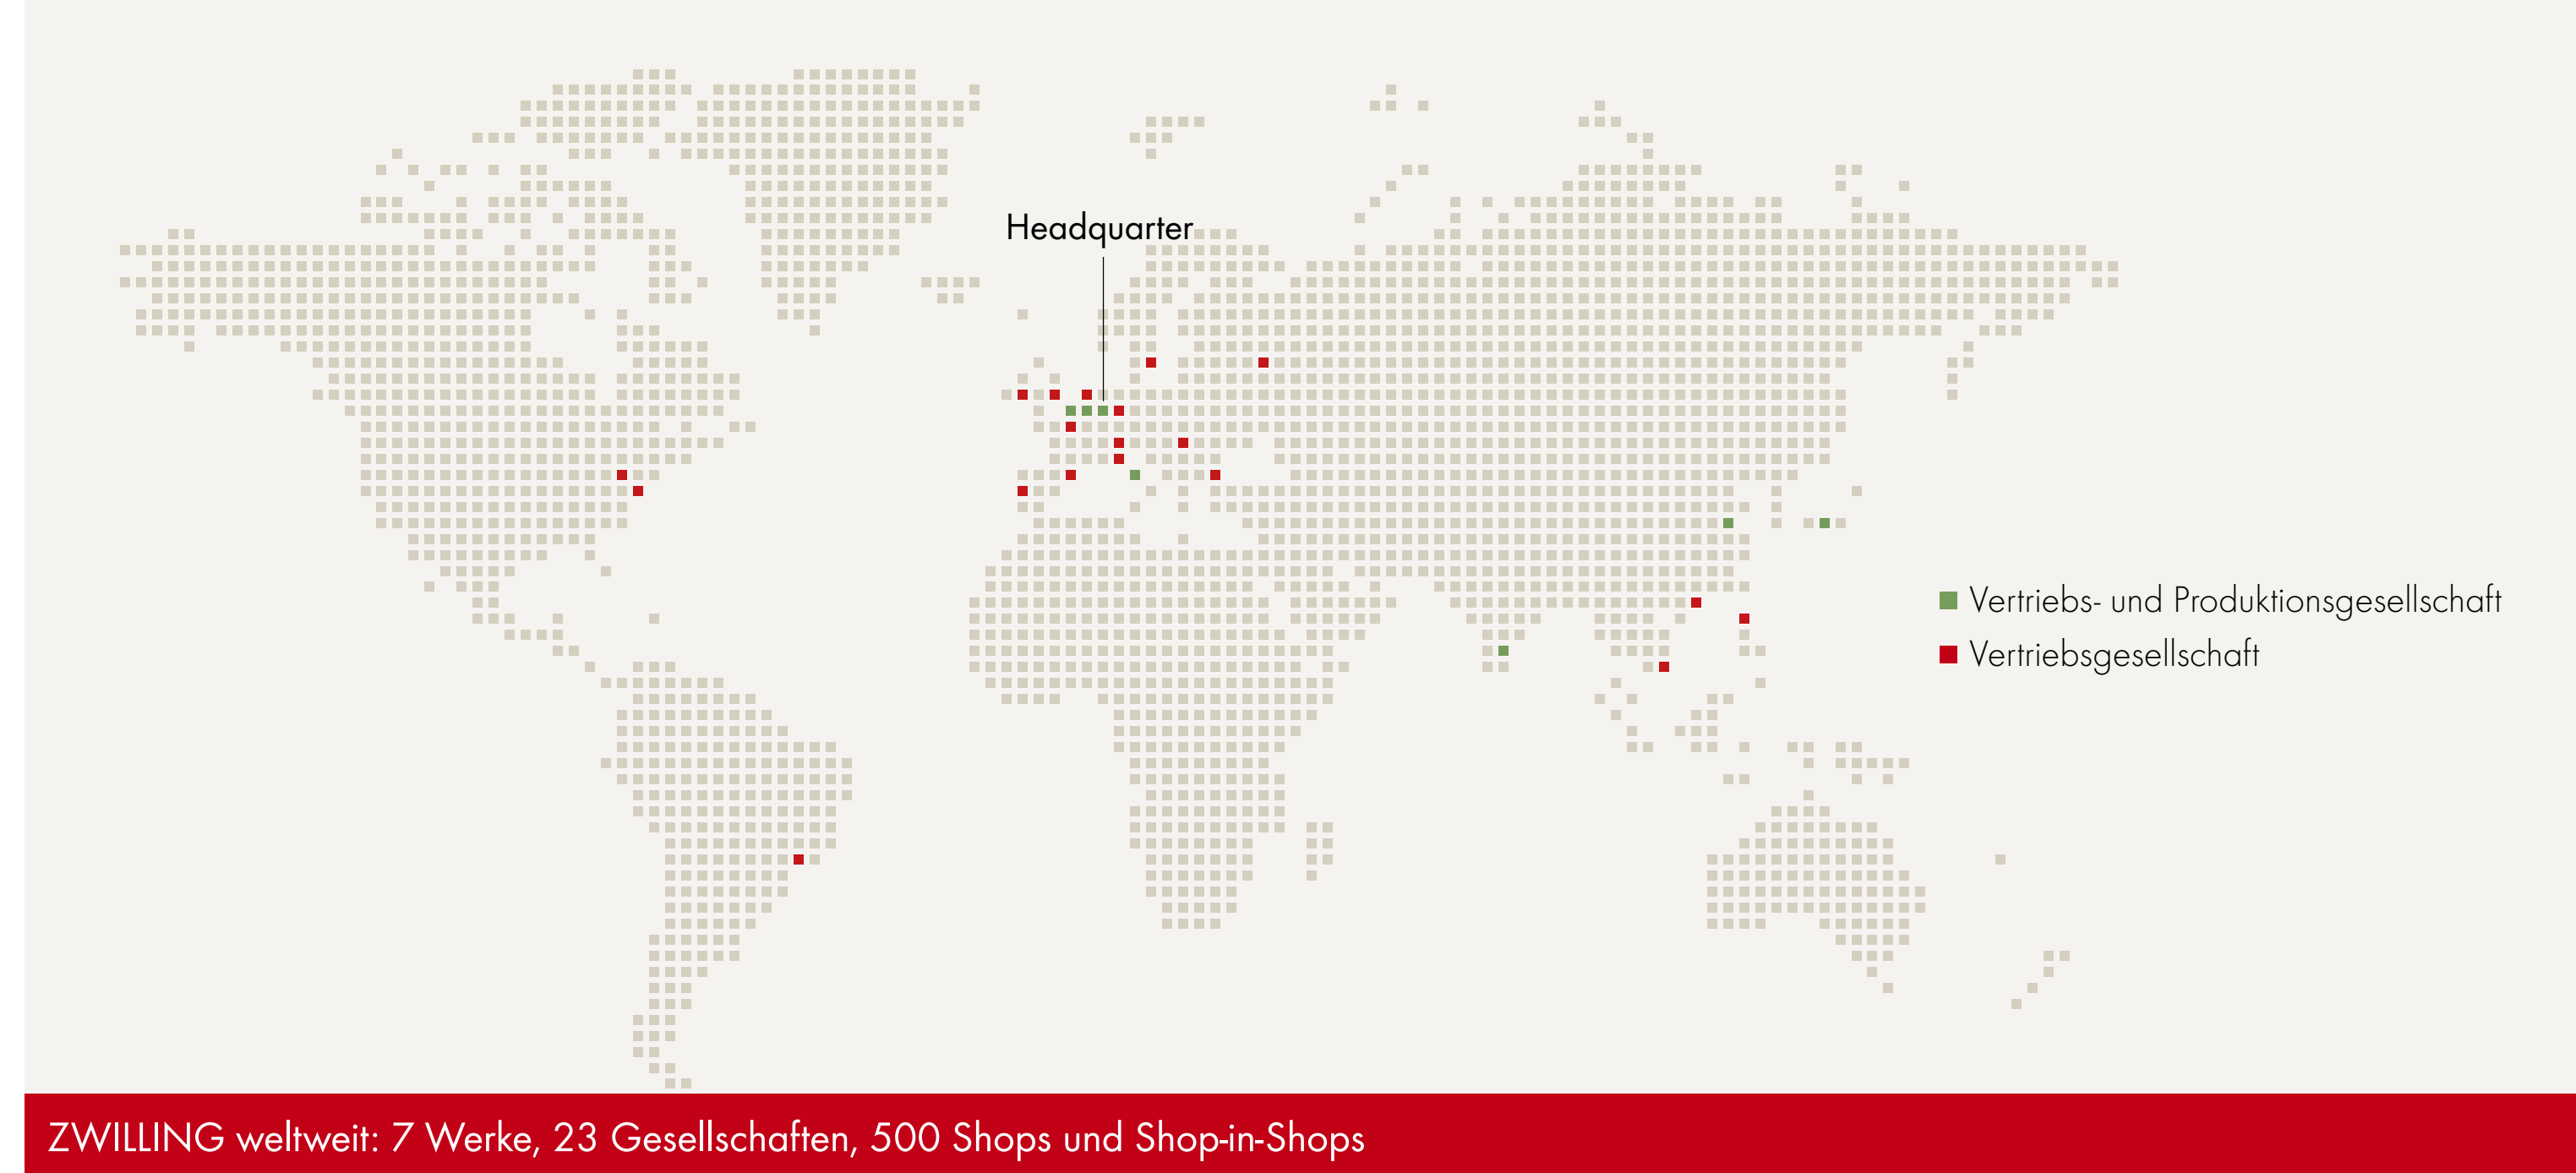 Headquarter
Vertriebs- und Produktionsgesellschaft
Vertriebsgesellschaft
ZWILLING weltweit: 7 Werke, 23 Gesellschaften, 500 Shops und Shop-in-Shops